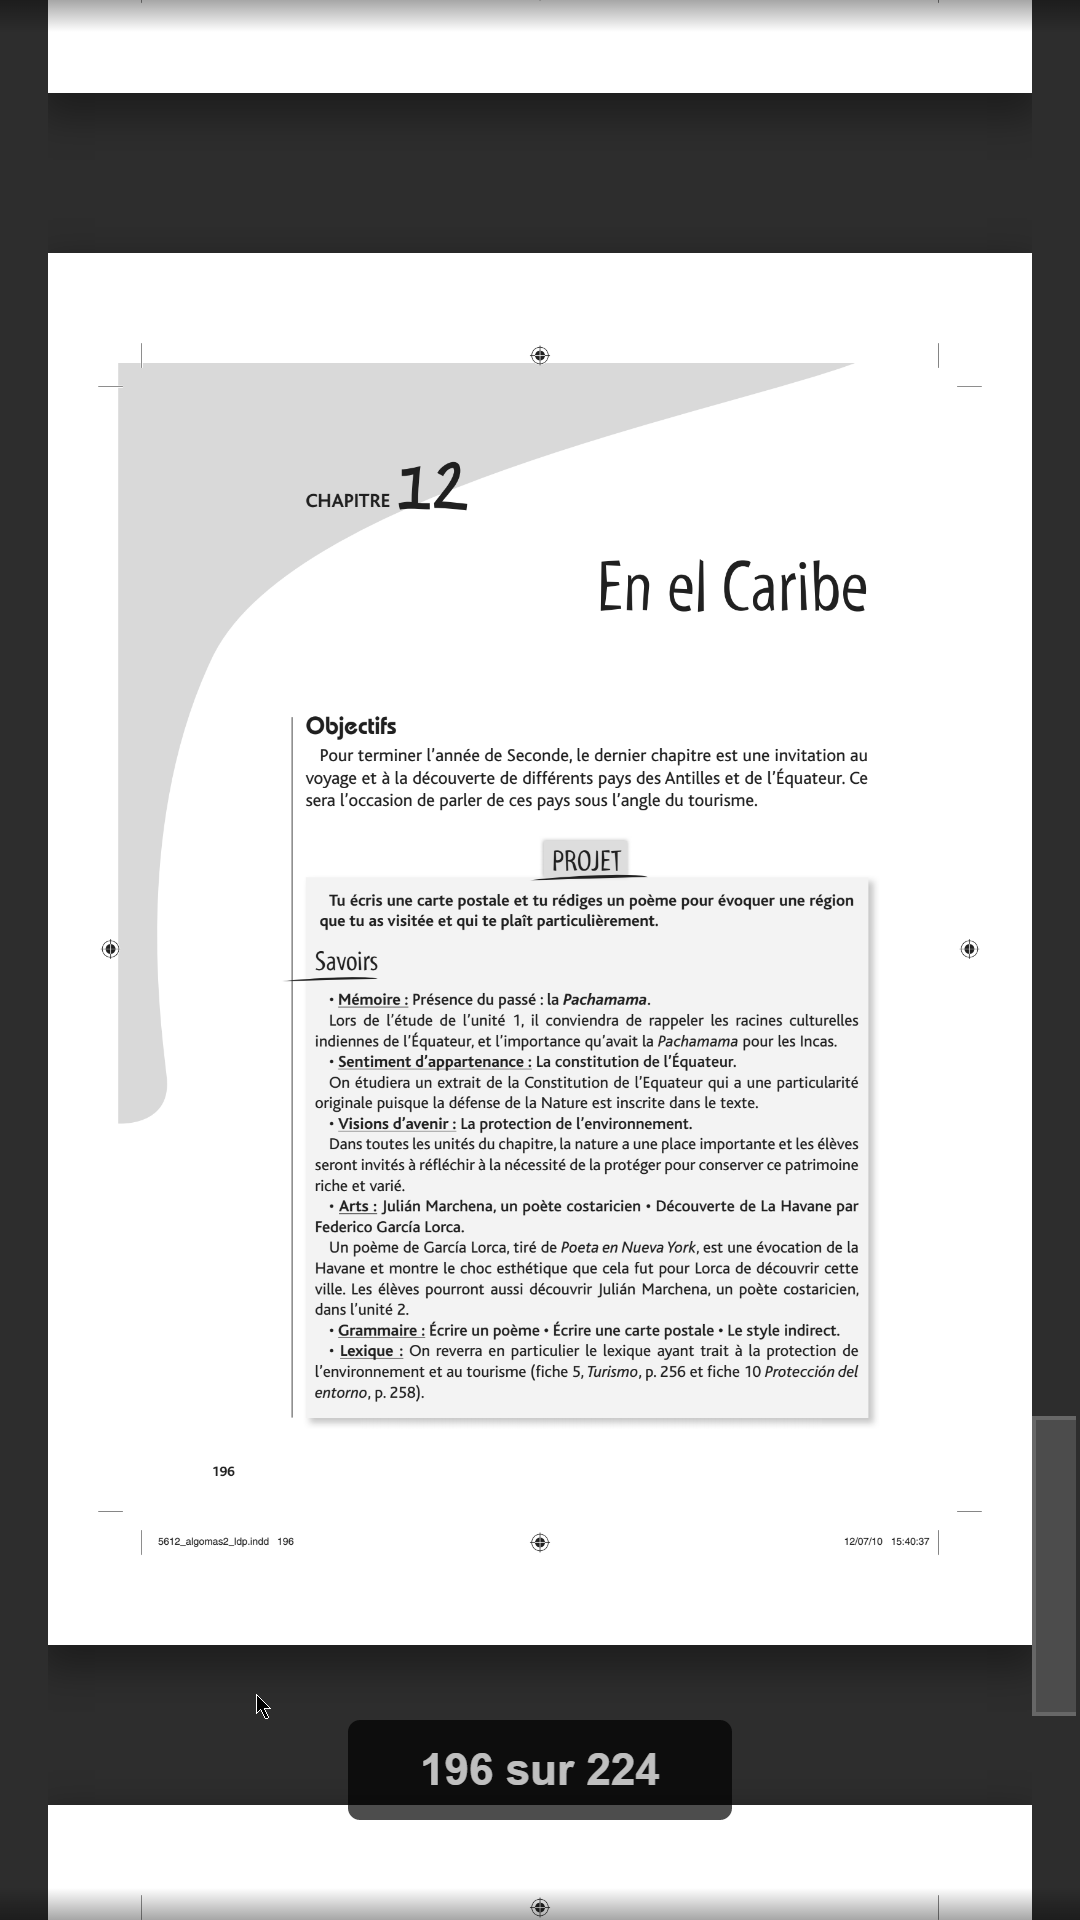 CHAPITRE 12
En el Caribe
Objectifs
Pour terminer l’année de Seconde, le dernier chapitre est une invitation au
voyage et à la découverte de différents pays des Antilles et de l’Équateur. Ce
sera l’occasion de parler de ces pays sous l’angle du tourisme.
PROJET
Tu écris une carte postale et tu rédiges un poème pour évoquer une région
que tu as visitée et qui te plaît particulièrement.
Savoirs
• Mémoire : Présence du passé : la Pachamama.
Lors de l’étude de l’unité 1, il conviendra de rappeler les racines culturelles
indiennes de l’Équateur, et l’importance qu’avait la Pachamama pour les Incas.
• Sentiment d’appartenance : La constitution de l’Équateur.
On étudiera un extrait de la Constitution de l’Equateur qui a une particularité
originale puisque la défense de la Nature est inscrite dans le texte.
• Visions d’avenir : La protection de l’environnement.
Dans toutes les unités du chapitre, la nature a une place importante et les élèves
seront invités à réfléchir à la nécessité de la protéger pour conserver ce patrimoine
riche et varié.
• Arts : Julián Marchena, un poète costaricien • Découverte de La Havane par
Federico García Lorca.
Un poème de García Lorca, tiré de Poeta en Nueva York, est une évocation de la
Havane et montre le choc esthétique que cela fut pour Lorca de découvrir cette
ville. Les élèves pourront aussi découvrir Julián Marchena, un poète costaricien,
dans l’unité 2.
• Grammaire : Écrire un poème • Écrire une carte postale • Le style indirect.
• Lexique : On reverra en particulier le lexique ayant trait à la protection de
l’environnement et au tourisme (fiche 5, Turismo, p. 256 et fiche 10 Protección del
entorno, p. 258).
196
5612_algomas2_ldp.indd 196
12/07/10 15:40:37
196 sur 224